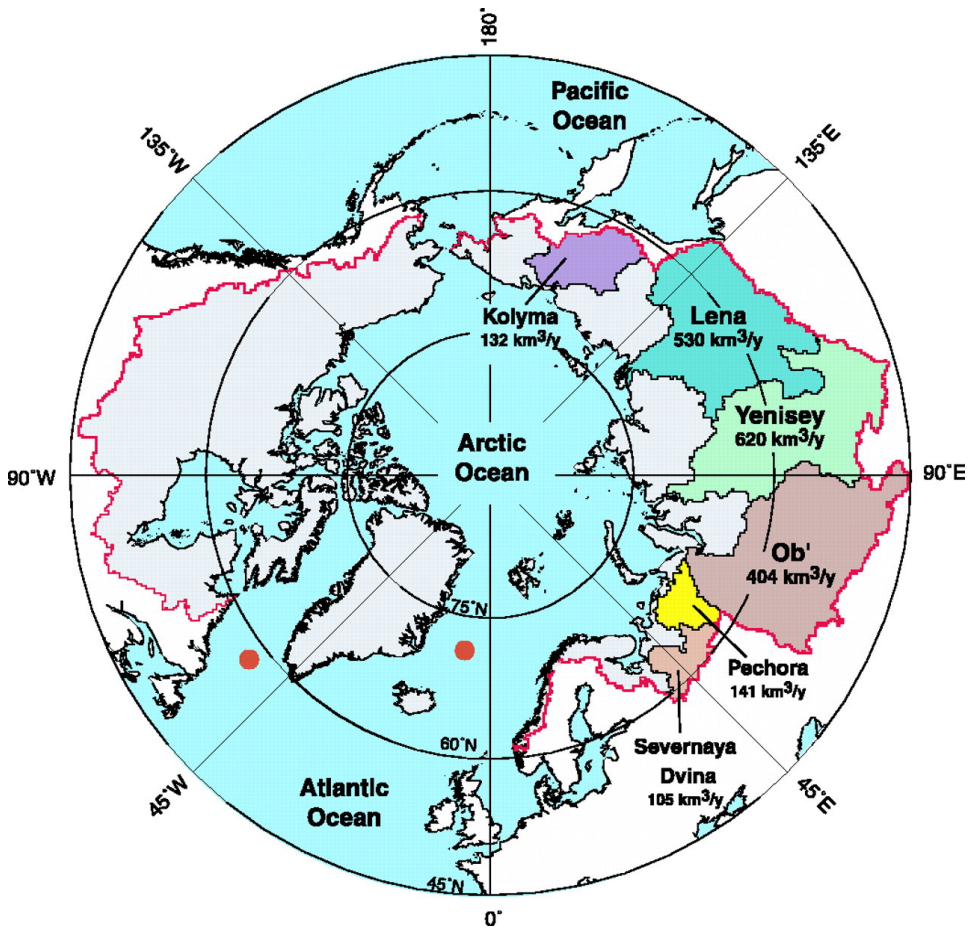 180°
Pacific
Ocean
135°W
135°E
Kolyma
132 km³/y
Lena
530 km³/y
Yenisey
620 km³/y
Arctic
Ocean
90°W
90°E
Ob'
404 km³/y
75°N
Pechora
141 km³/y
60°N
Severnaya
Dvina
105 km³/y
Atlantic
Ocean
45°W
45°E
45°N
0°